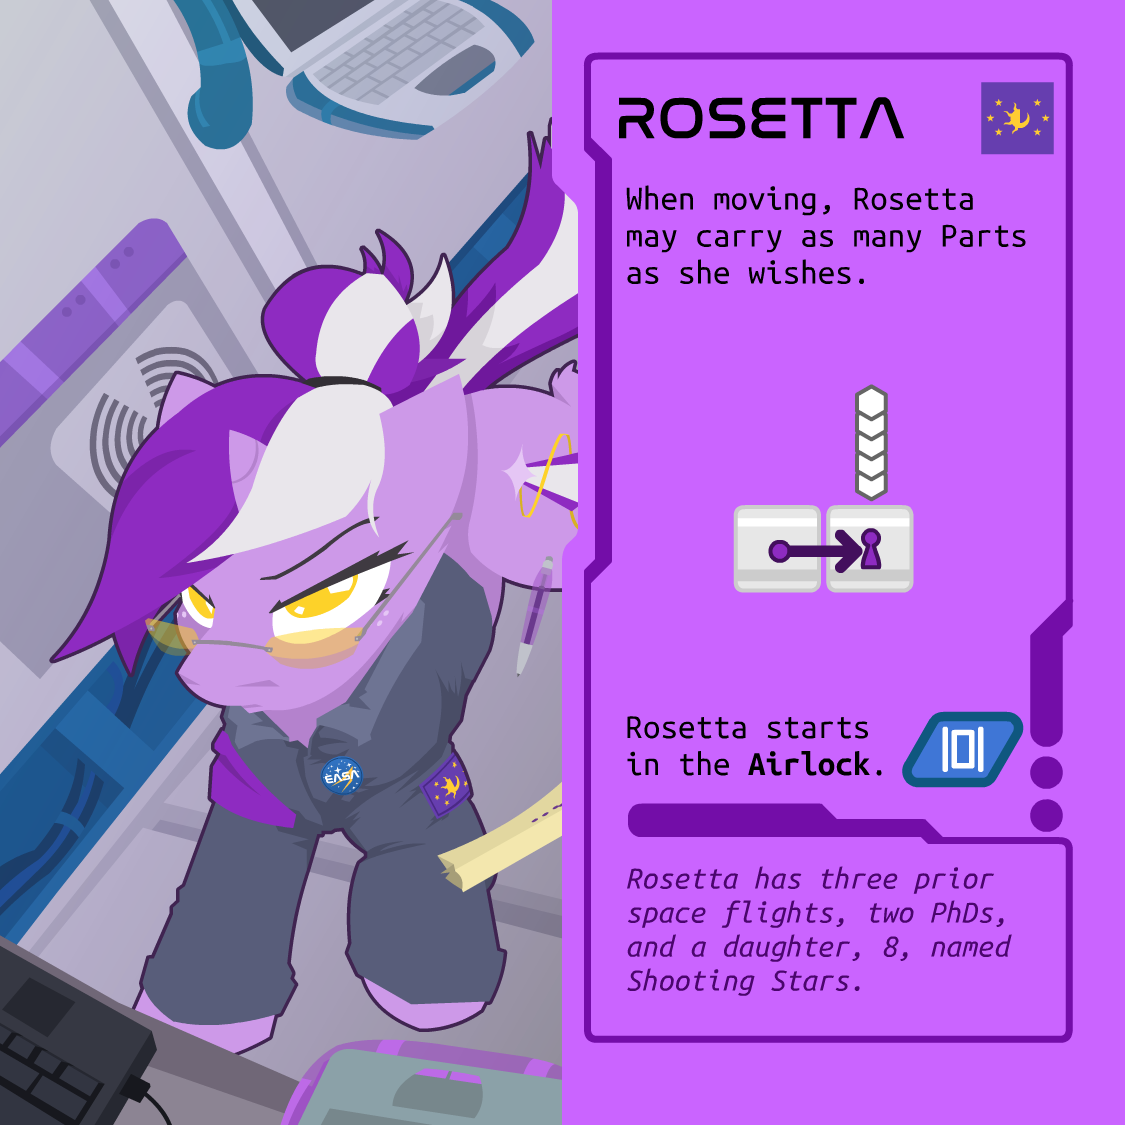 ROSETTA
When moving, Rosetta
may carry as many Parts
as she wishes.
Rosetta starts
in the Airlock.
Rosetta has three prior
space flights, two PhDs,
and a daughter, 8, named
Shooting Stars.
EASA